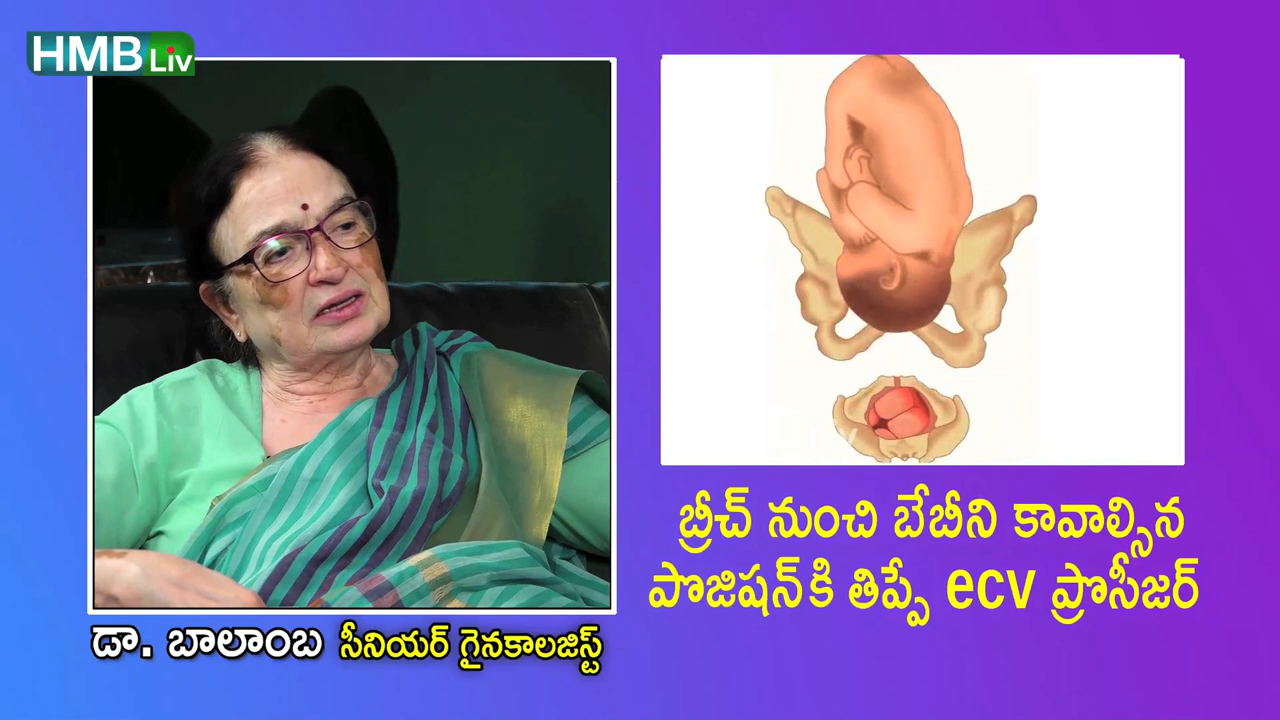 HMB Liv
బ్రీచ్ నుంచి బేబీని కావాల్సిన
పొజిషన్‌కి తిప్పే ecv ప్రొసీజర్
డా. బాలాంబ సీనియర్ గైనకాలజిస్ట్